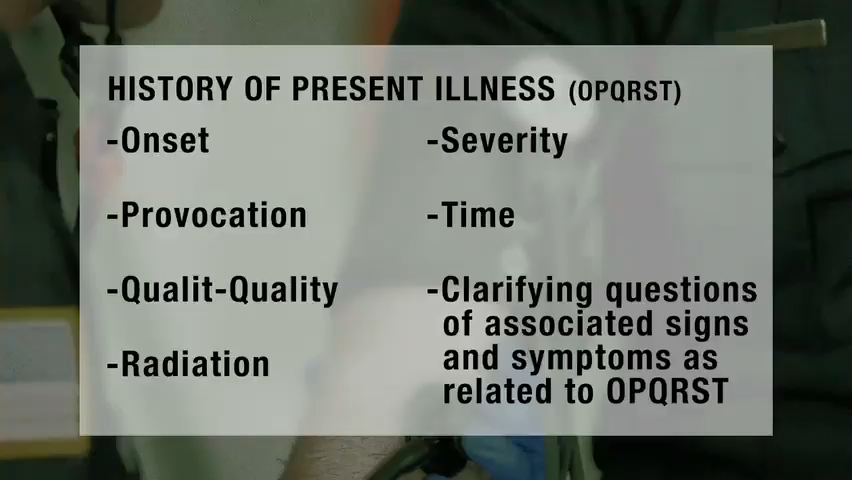 HISTORY OF PRESENT ILLNESS (OPQRST)
-Onset
-Provocation
-Qualit-Quality
-Radiation
-Severity
-Time
-Clarifying questions
of associated signs
and symptoms as
related to OPQRST